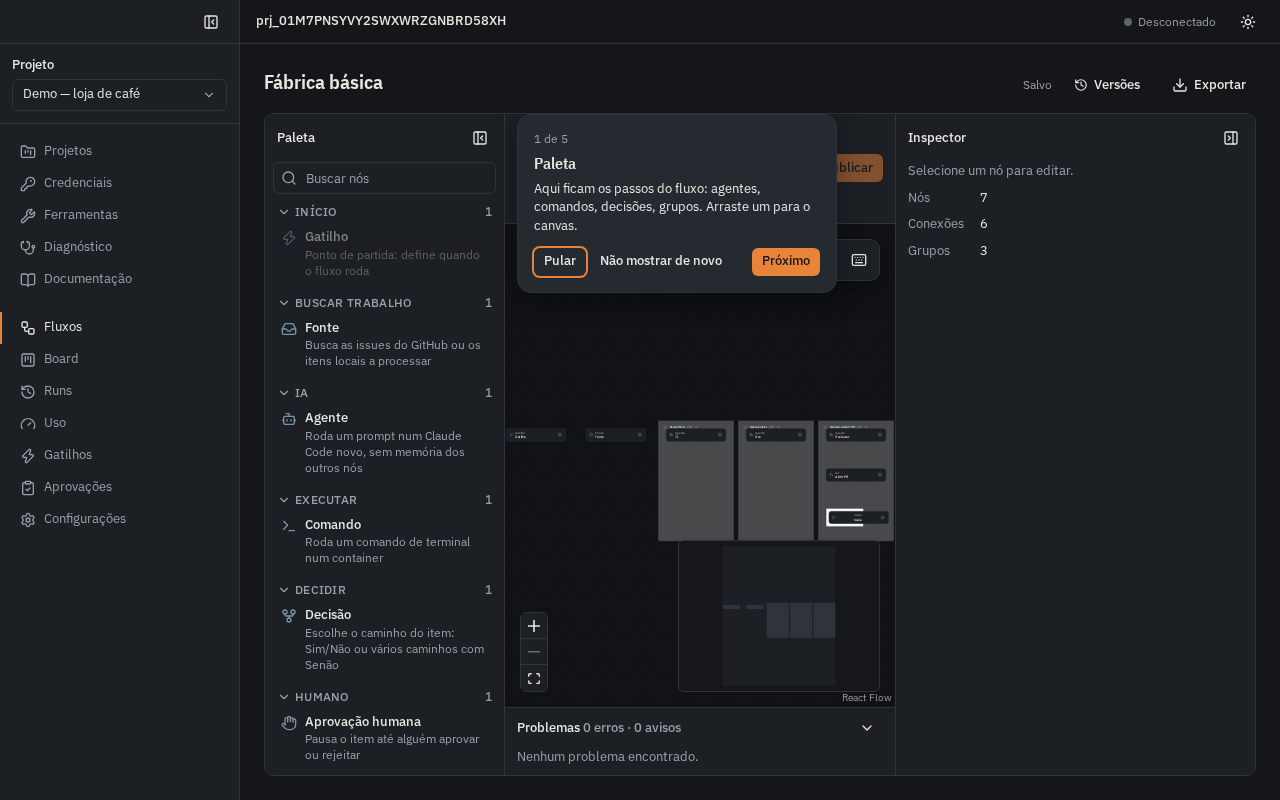 prj_01M7PNSYVY2SWXWRZGNBRD58XH
Desconectado
Projeto
Demo — loja de café
Projetos
Credenciais
Ferramentas
Diagnóstico
Documentação
Fluxos
Board
Runs
Uso
Gatilhos
Aprovações
Configurações
Fábrica básica
Salvo
Versões
Exportar
Paleta
Buscar nós
INÍCIO 1
Gatilho
Ponto de partida: define quando
o fluxo roda
BUSCAR TRABALHO 1
Fonte
Busca as issues do GitHub ou os
itens locais a processar
IA 1
Agente
Roda um prompt num Claude
Code novo, sem memória dos
outros nós
EXECUTAR 1
Comando
Roda um comando de terminal
num container
DECIDIR 1
Decisão
Escolhe o caminho do item:
Sim/Não ou vários caminhos com
Senão
HUMANO 1
Aprovação humana
Pausa o item até alguém aprovar
ou rejeitar
1 de 5
Paleta
Aqui ficam os passos do fluxo: agentes,
comandos, decisões, grupos. Arraste um para o
canvas.
Pular
Não mostrar de novo
Próximo
blicar
React Flow
Problemas 0 erros · 0 avisos
Nenhum problema encontrado.
Inspector
Selecione um nó para editar.
Nós 7
Conexões 6
Grupos 3